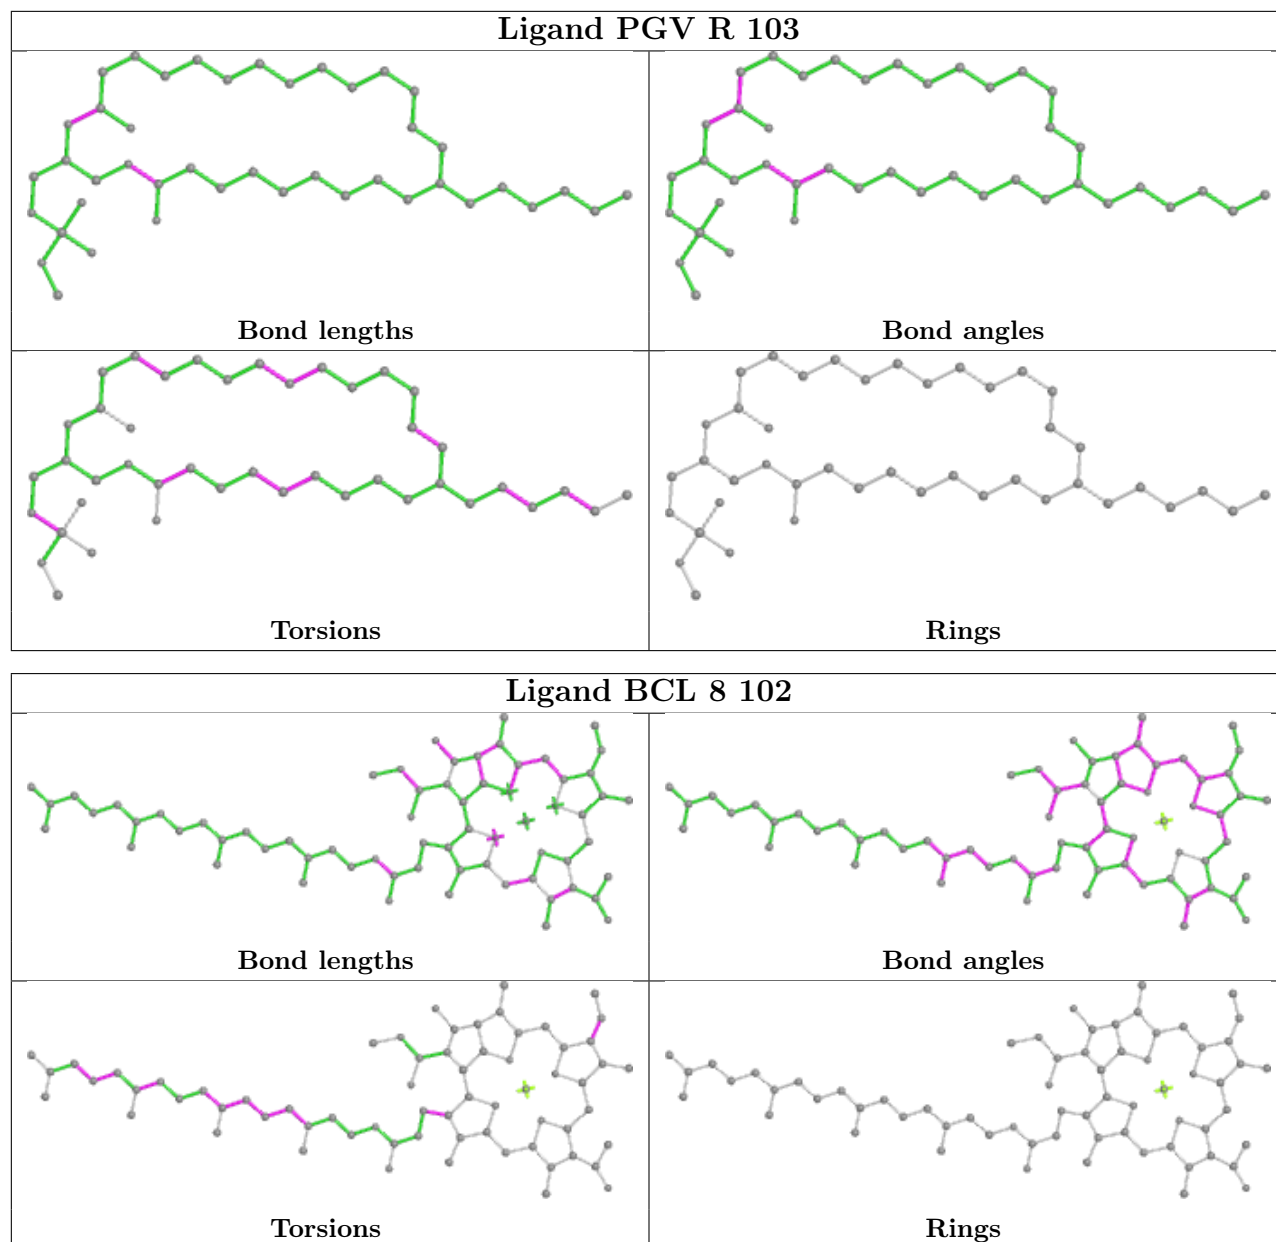 Ligand PGV R 103
Bond lengths
Bond angles
Torsions
Rings
Ligand BCL 8 102
Bond lengths
Bond angles
Torsions
Rings